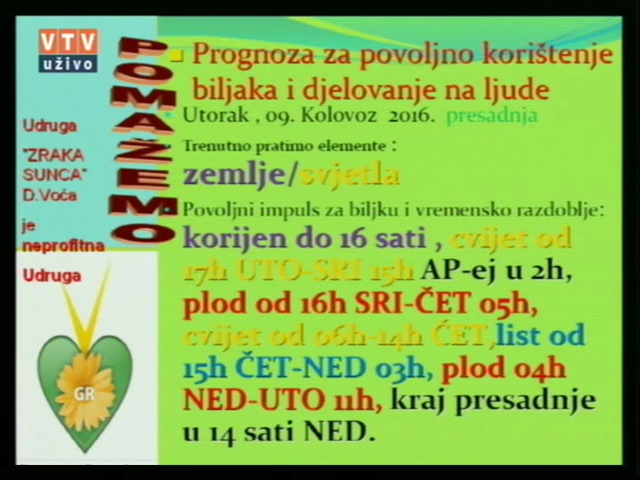 VTV
uživo
POMAŽEMO
Udruga
"ZRAKA
SUNCA"
D.Voća
je
neprofitna
Udruga
GR
Prognoza za povoljno korištenje
biljaka i djelovanje na ljude
Utorak , 09. Kolovoz 2016. presadnja
Trenutno pratimo elemente :
zemlje/svjetla
Povoljni impuls za biljku i vremensko razdoblje:
korijen do 16 sati , cvijet od
17h UTO-SRI 15h AP-ej u 2h,
plod od 16h SRI-ČET 05h,
cvijet od 06h-14h ČET,list od
15h ČET-NED 03h, plod 04h
NED-UTO 11h, kraj presadnje
u 14 sati NED.